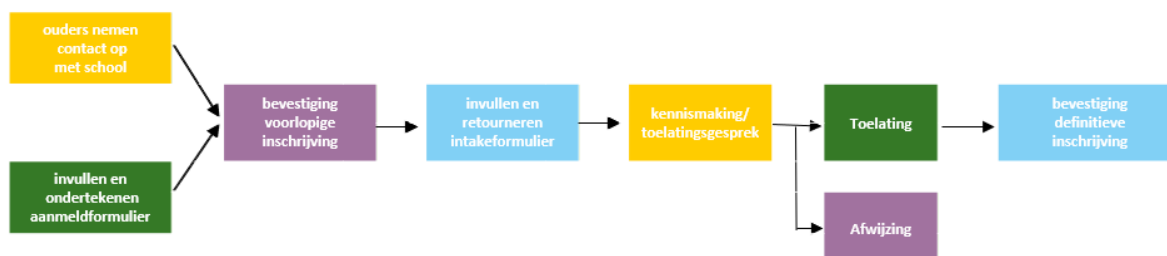 ouders nemen
contact op
met school
invullen en
ondertekenen
aanmeldformulier
bevestiging
voorlopige
inschrijving
invullen en
retourneren
intakeformulier
kennismaking/
toelatingsgesprek
Toelating
Afwijzing
bevestiging
definitieve
inschrijving